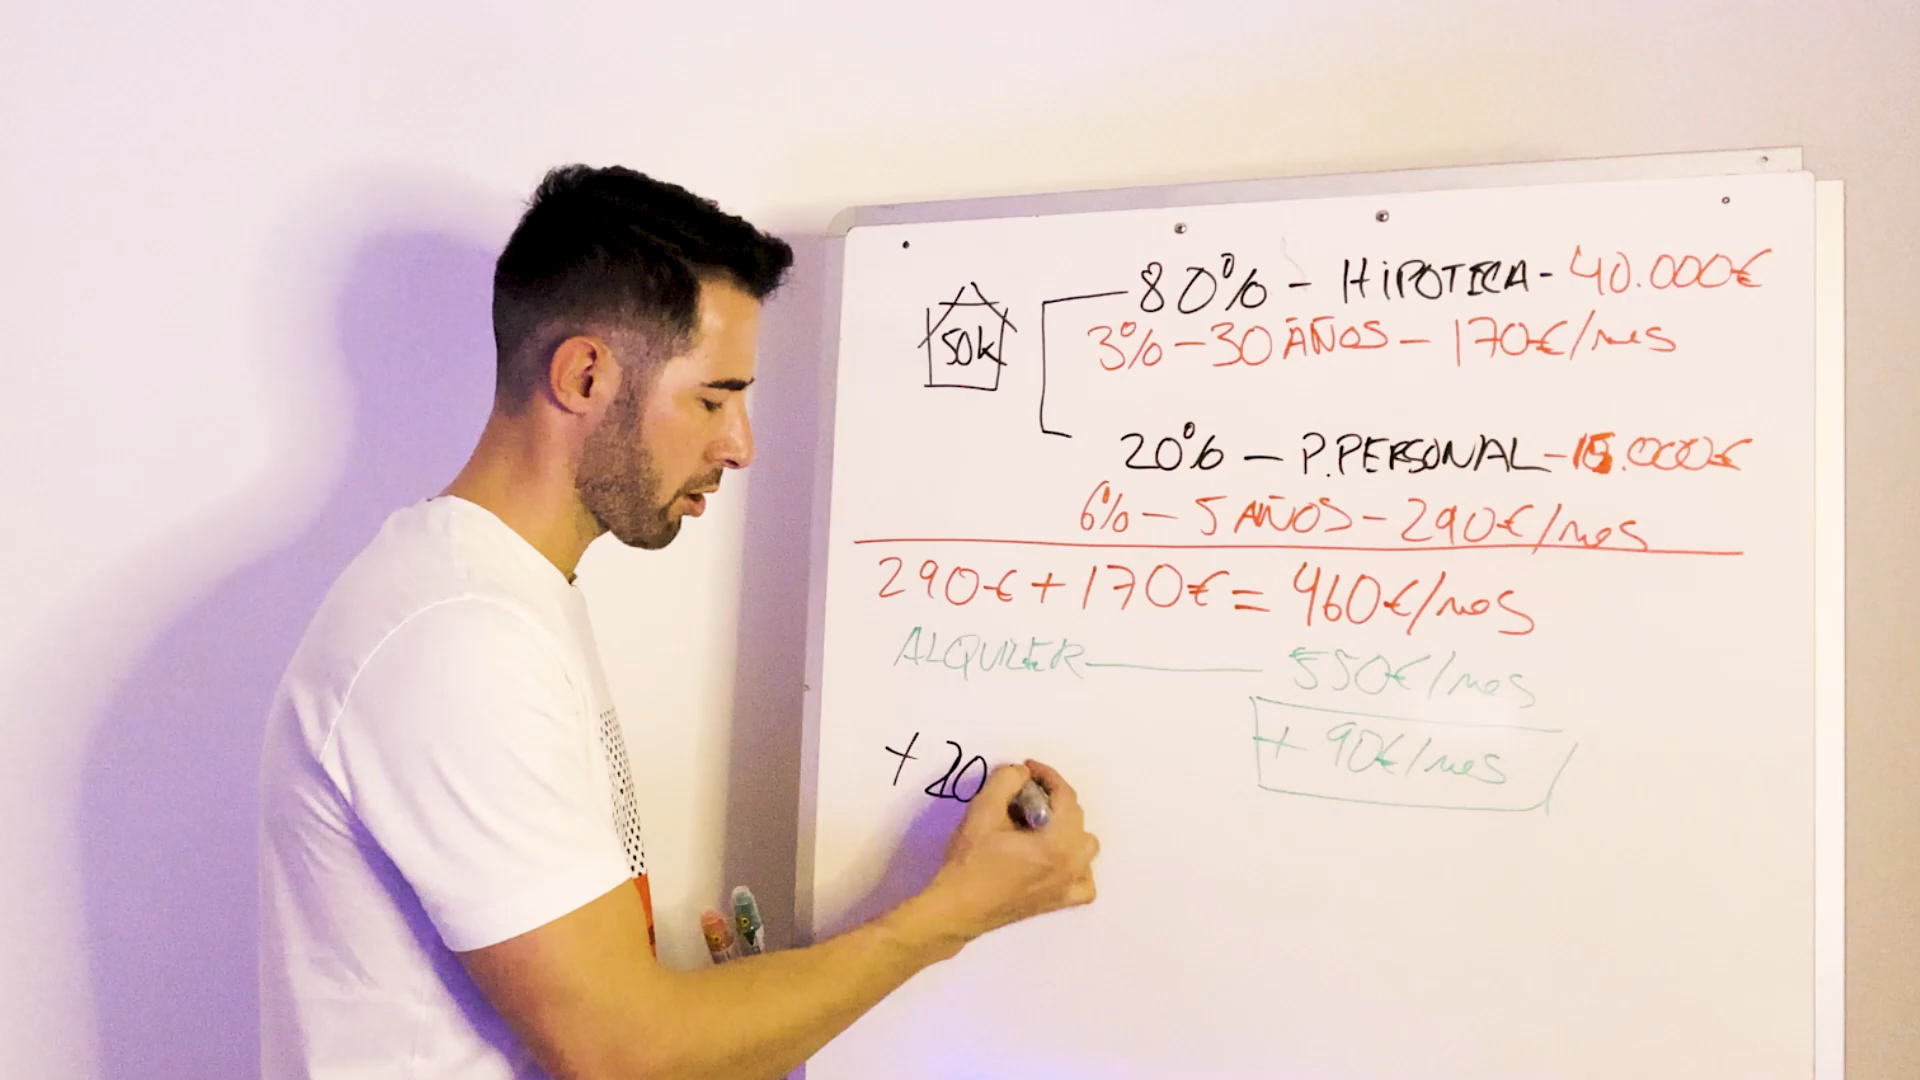 80% - HiPOTECA - 40.000€
50k
3% - 30 AÑOS - 170€/mes
20% - P.PERSONAL - 15.000€
6% - 5 AÑOS - 290€/mes
290€ + 170€ = 460€/mes
ALQUILER 550€/mes
+ 90€/mes
+ 20